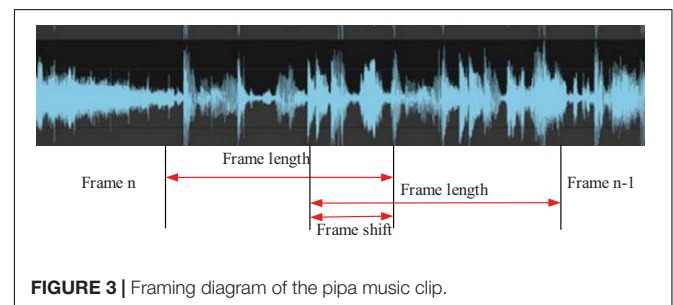 Frame length
Frame n
Frame length
Frame n-1
Frame shift
FIGURE 3 | Framing diagram of the pipa music clip.